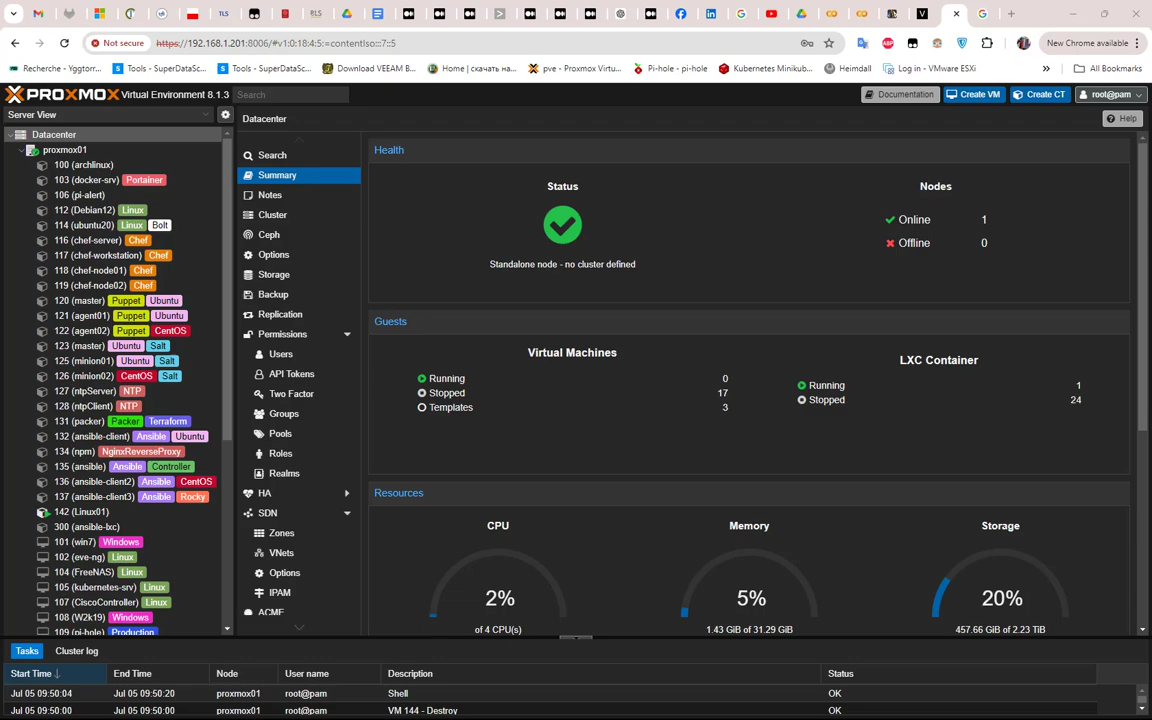 TLS
RLS
V
Not secure
https://192.168.1.201:8006/#v1:0:18:4:5:=contentIso:::7::5
New Chrome available
Recherche - Yggtorr...
Tools - SuperDataSc...
Tools - SuperDataSc...
Download VEEAM B...
Home | скачать на...
pve - Proxmox Virtu...
Pi-hole - pi-hole
Kubernetes Minikub...
Heimdall
Log in - VMware ESXi
»
All Bookmarks
PROXMOX Virtual Environment 8.1.3
Search
Documentation
Create VM
Create CT
root@pam
Server View
Datacenter
Help
Datacenter
proxmox01
100 (archlinux)
103 (docker-srv) Portainer
106 (pi-alert)
112 (Debian12) Linux
114 (ubuntu20) Linux Bolt
116 (chef-server) Chef
117 (chef-workstation) Chef
118 (chef-node01) Chef
119 (chef-node02) Chef
120 (master) Puppet Ubuntu
121 (agent01) Puppet Ubuntu
122 (agent02) Puppet CentOS
123 (master) Ubuntu Salt
125 (minion01) Ubuntu Salt
126 (minion02) CentOS Salt
127 (ntpServer) NTP
128 (ntpClient) NTP
131 (packer) Packer Terraform
132 (ansible-client) Ansible Ubuntu
134 (npm) NginxReverseProxy
135 (ansible) Ansible Controller
136 (ansible-client2) Ansible CentOS
137 (ansible-client3) Ansible Rocky
142 (Linux01)
300 (ansible-lxc)
101 (win7) Windows
102 (eve-ng) Linux
104 (FreeNAS) Linux
105 (kubernetes-srv) Linux
107 (CiscoController) Linux
108 (W2k19) Windows
109 (pi-hole) Production
Search
Summary
Notes
Cluster
Ceph
Options
Storage
Backup
Replication
Permissions
Users
API Tokens
Two Factor
Groups
Pools
Roles
Realms
HA
SDN
Zones
VNets
Options
IPAM
ACME
Health
Status
Standalone node - no cluster defined
Nodes
Online 1
Offline 0
Guests
Virtual Machines
Running 0
Stopped 17
Templates 3
LXC Container
Running 1
Stopped 24
Resources
CPU
2%
of 4 CPU(s)
Memory
5%
1.43 GiB of 31.29 GiB
Storage
20%
457.66 GiB of 2.23 TiB
Tasks
Cluster log
Start Time End Time Node User name Description Status
Jul 05 09:50:04 Jul 05 09:50:20 proxmox01 root@pam Shell OK
Jul 05 09:50:00 Jul 05 09:50:00 proxmox01 root@pam VM 144 - Destroy OK